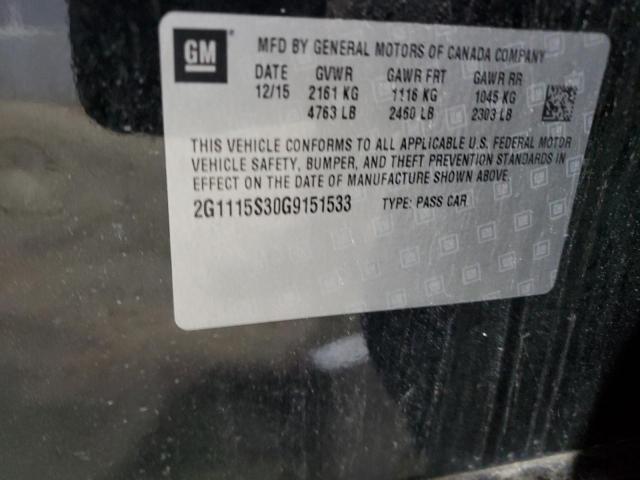 GM
MFD BY GENERAL MOTORS OF CANADA COMPANY
DATE GVWR GAWR FRT GAWR RR
12/15 2161 KG 1116 KG 1045 KG
4763 LB 2460 LB 2303 LB
THIS VEHICLE CONFORMS TO ALL APPLICABLE U.S. FEDERAL MOTOR
VEHICLE SAFETY, BUMPER, AND THEFT PREVENTION STANDARDS IN
EFFECT ON THE DATE OF MANUFACTURE SHOWN ABOVE.
2G1115S30G9151533 TYPE: PASS CAR